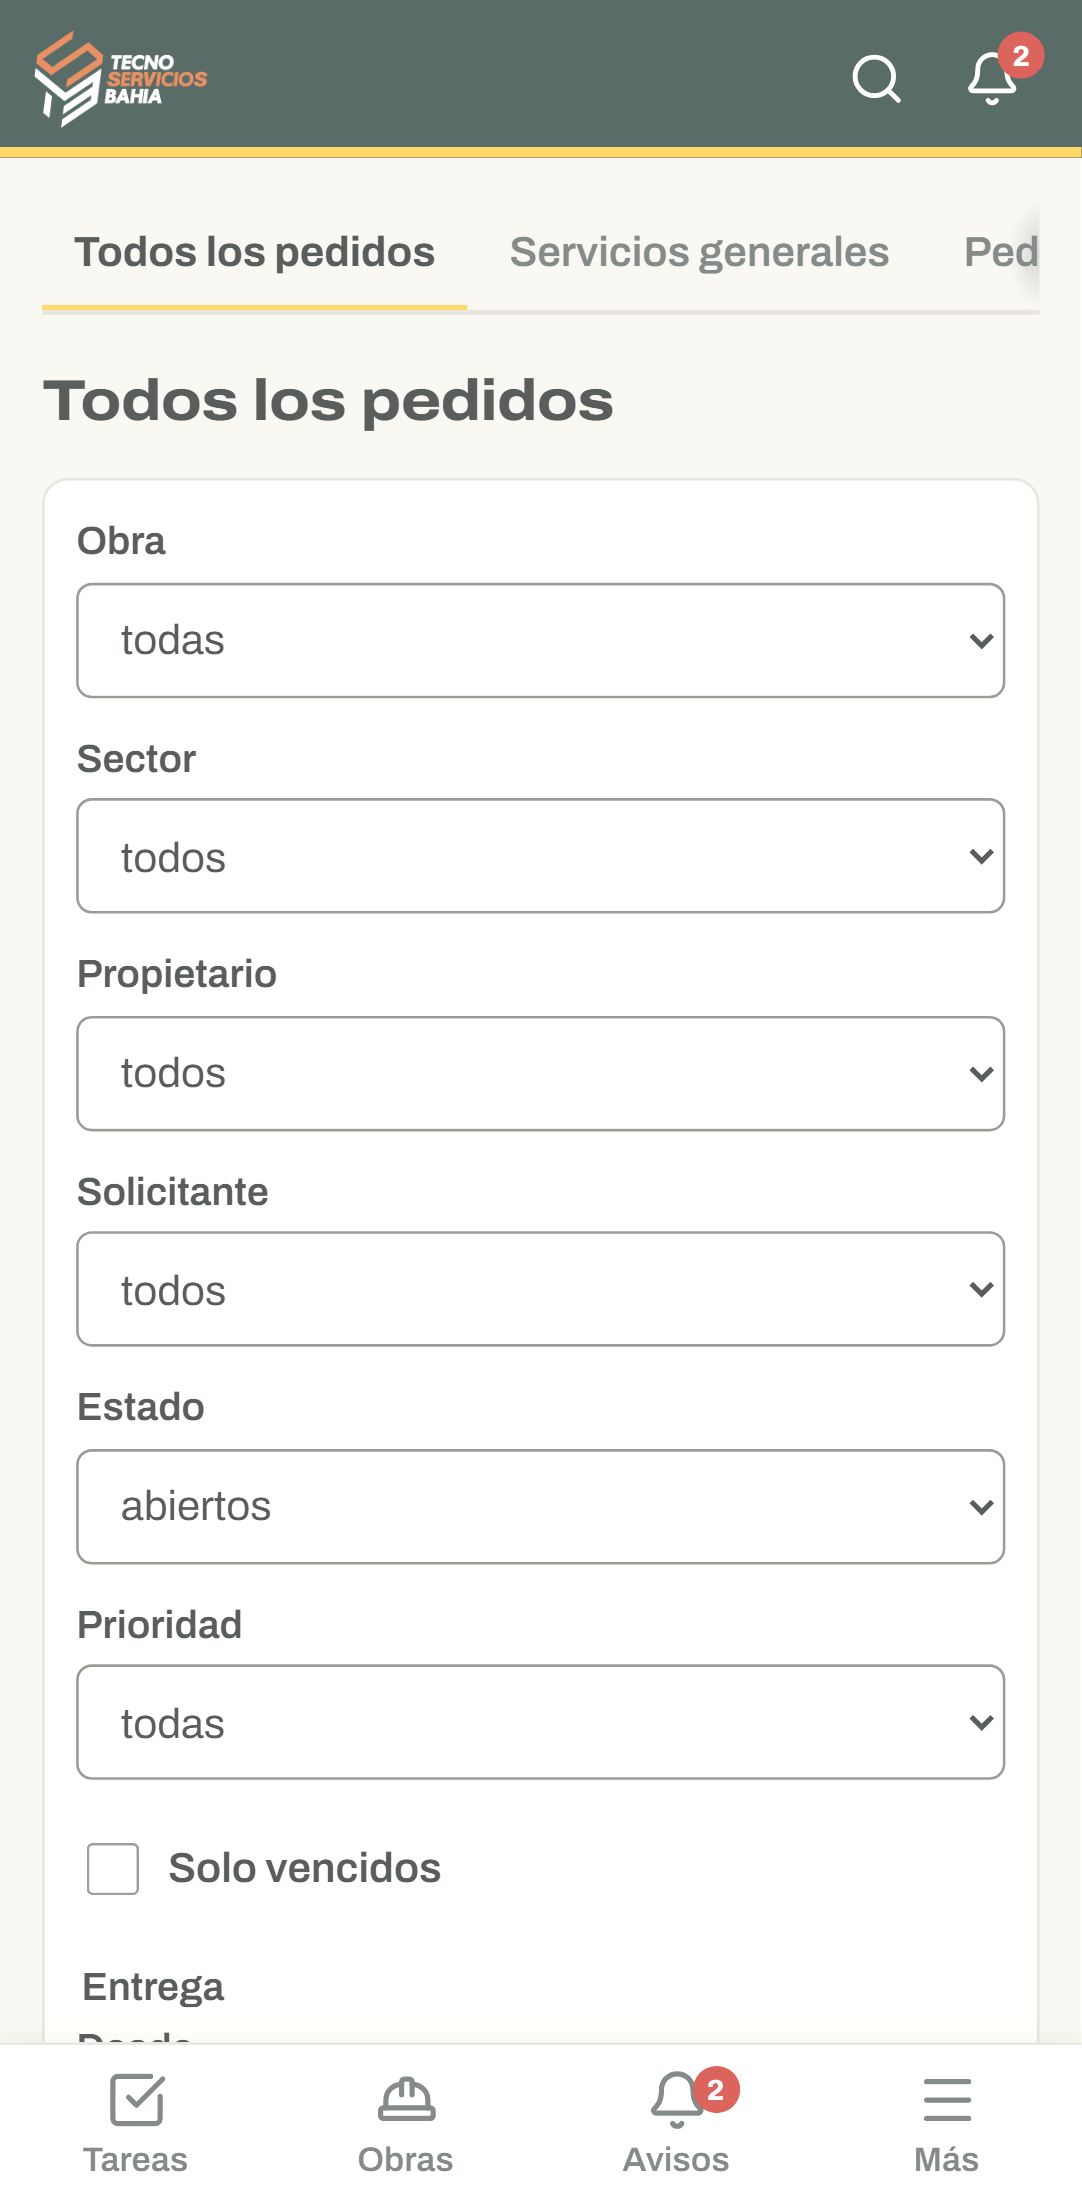 TECNO
SERVICIOS
BAHIA
2
Todos los pedidos
Servicios generales
Ped
Todos los pedidos
Obra
todas
Sector
todos
Propietario
todos
Solicitante
todos
Estado
abiertos
Prioridad
todas
Solo vencidos
Entrega
Desde
2
Tareas
Obras
Avisos
Más